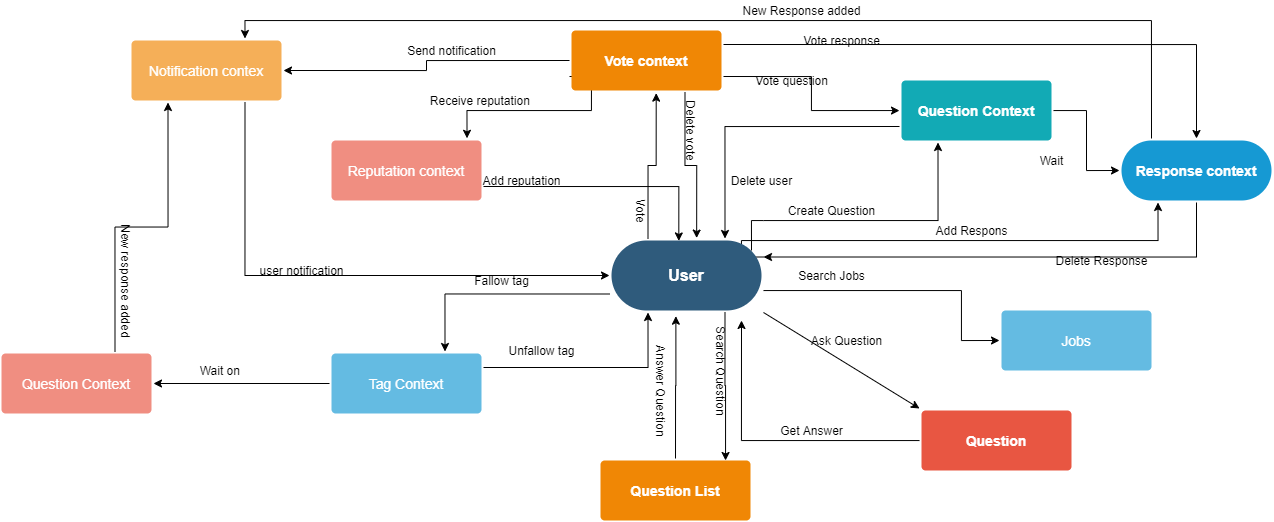 New Response added
Vote response
Send notification
Vote context
Notification contex
Vote question
Receive reputation
Delete vote
Question Context
Wait
Reputation context
Add reputation
Delete user
Response context
Vote
Create Question
Add Respons
New response added
user notification
User
Delete Response
Fallow tag
Search Jobs
Unfallow tag
Answer Question
Search Question
Ask Question
Jobs
Question Context
Wait on
Tag Context
Get Answer
Question
Question List